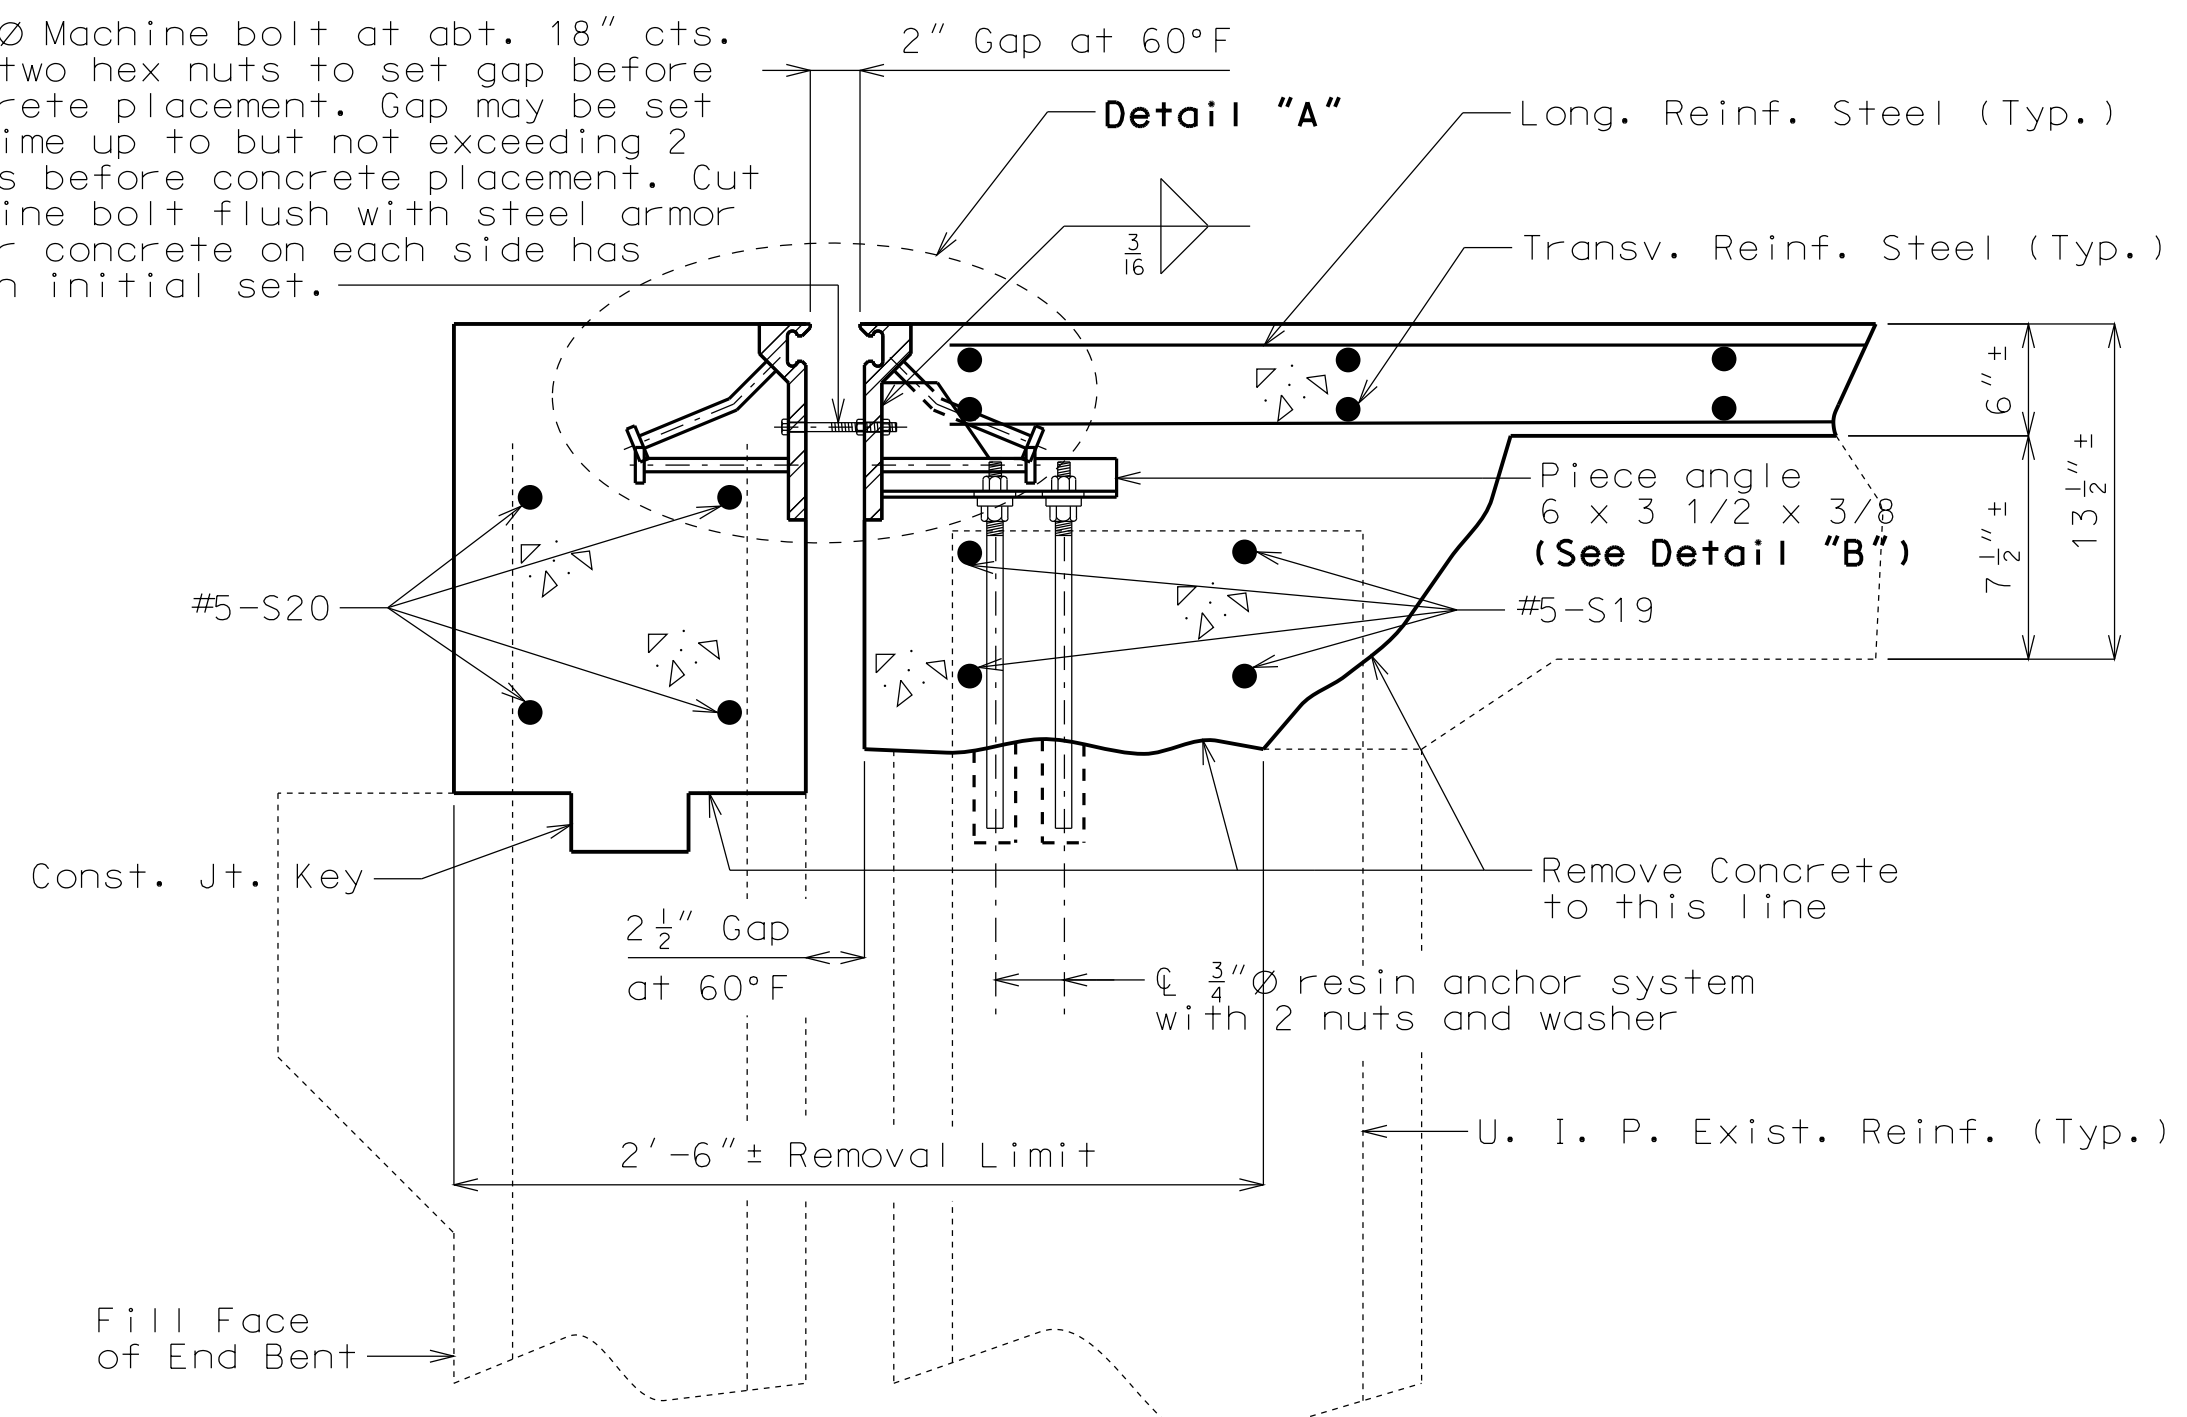 Ø Machine bolt at abt. 18" cts.
two hex nuts to set gap before
rete placement. Gap may be set
ime up to but not exceeding 2
s before concrete placement. Cut
ine bolt flush with steel armor
r concrete on each side has
n initial set.
2" Gap at 60°F
Detail "A"
Long. Reinf. Steel (Typ.)
3/16
Transv. Reinf. Steel (Typ.)
6"±
13 1/2"±
7 1/2"±
Piece angle
6 x 3 1/2 x 3/8
(See Detail "B")
#5-S20
#5-S19
Const. Jt. Key
Remove Concrete
to this line
2 1/2" Gap
at 60°F
℄ 3/4"Ø resin anchor system
with 2 nuts and washer
U. I. P. Exist. Reinf. (Typ.)
2'-6"± Removal Limit
Fill Face
of End Bent